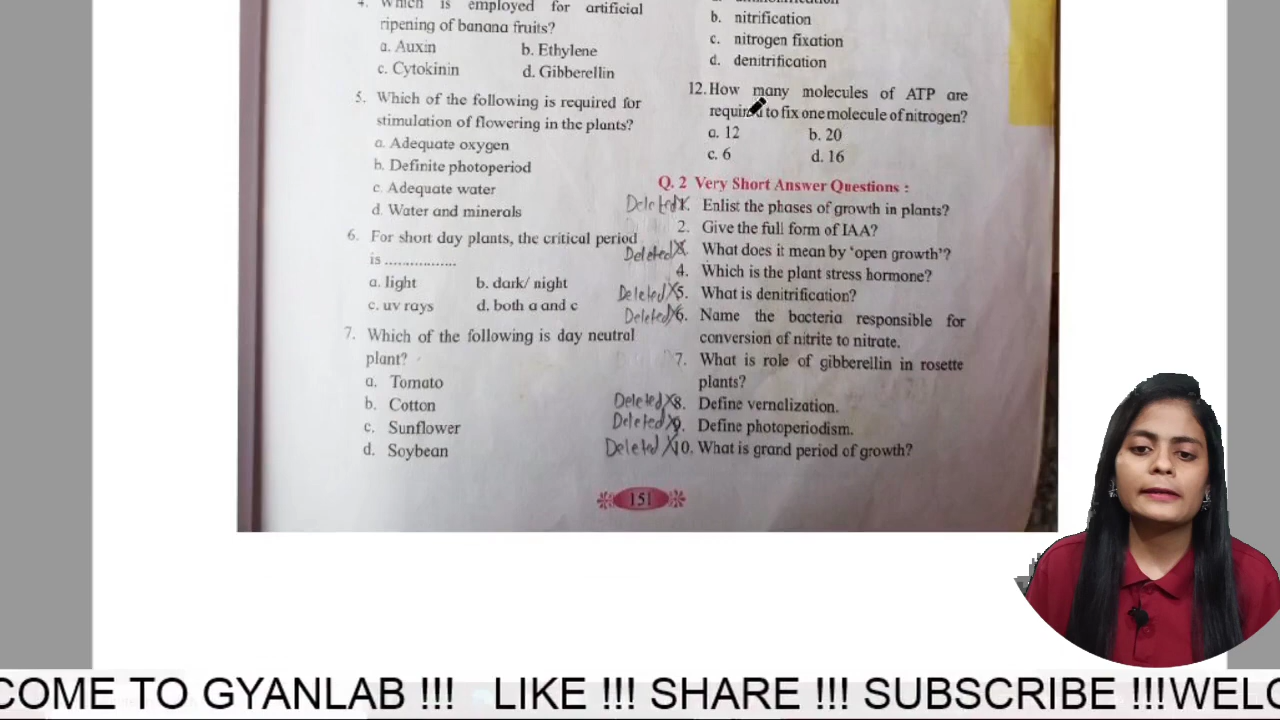 4. Which is employed for artificial
ripening of banana fruits?
a. Auxin b. Ethylene
c. Cytokinin d. Gibberellin
5. Which of the following is required for
stimulation of flowering in the plants?
a. Adequate oxygen
b. Definite photoperiod
c. Adequate water
d. Water and minerals
6. For short day plants, the critical period
is .................
a. light b. dark/ night
c. uv rays d. both a and c
7. Which of the following is day neutral
plant?
a. Tomato
b. Cotton
c. Sunflower
d. Soybean
b. nitrification
c. nitrogen fixation
d. denitrification
12. How many molecules of ATP are
required to fix one molecule of nitrogen?
a. 12 b. 20
c. 6 d. 16
Q. 2 Very Short Answer Questions :
Deleted 1. Enlist the phases of growth in plants?
2. Give the full form of IAA?
Deleted X3. What does it mean by ‘open growth’?
4. Which is the plant stress hormone?
Deleted X5. What is denitrification?
Deleted X6. Name the bacteria responsible for
conversion of nitrite to nitrate.
7. What is role of gibberellin in rosette
plants?
Deleted X8. Define vernalization.
Deleted X9. Define photoperiodism.
Deleted X10. What is grand period of growth?
151
COME TO GYANLAB !!! LIKE !!! SHARE !!! SUBSCRIBE !!!WELC